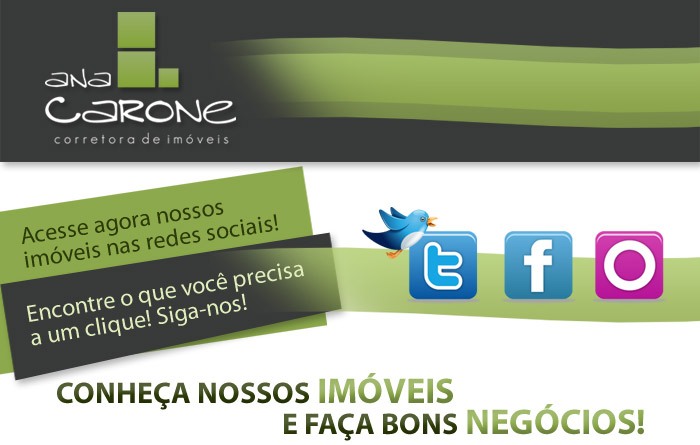 ana
CARONE
corretora de imóveis
Acesse agora nossos
imóveis nas redes sociais!
Encontre o que você precisa
a um clique! Siga-nos!
t f
CONHEÇA NOSSOS IMÓVEIS
E FAÇA BONS NEGÓCIOS!